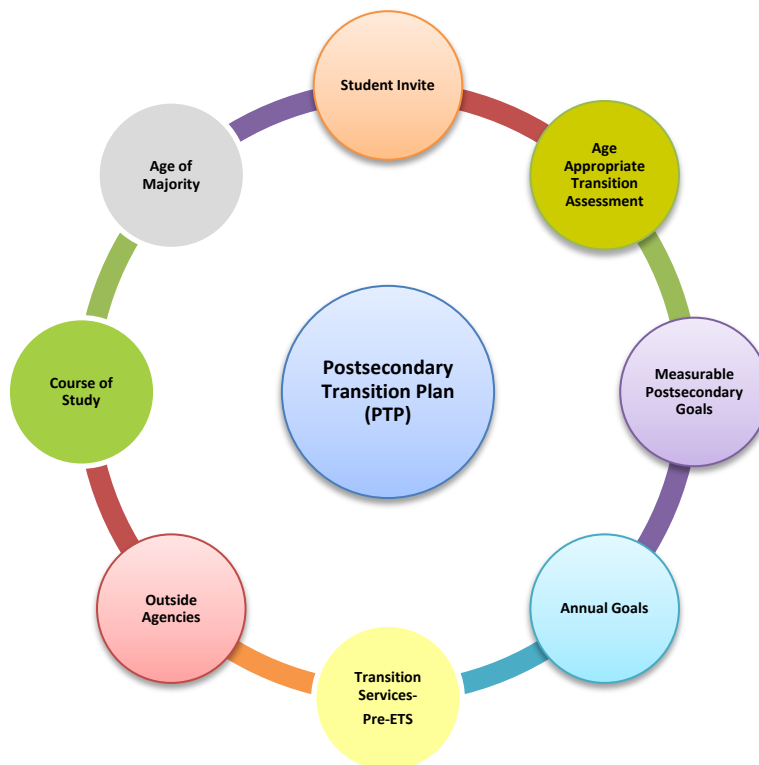 Student Invite
Age
Appropriate
Transition
Assessment
Measurable
Postsecondary
Goals
Annual Goals
Transition
Services-
Pre-ETS
Outside
Agencies
Course of
Study
Age of
Majority
Postsecondary
Transition Plan
(PTP)